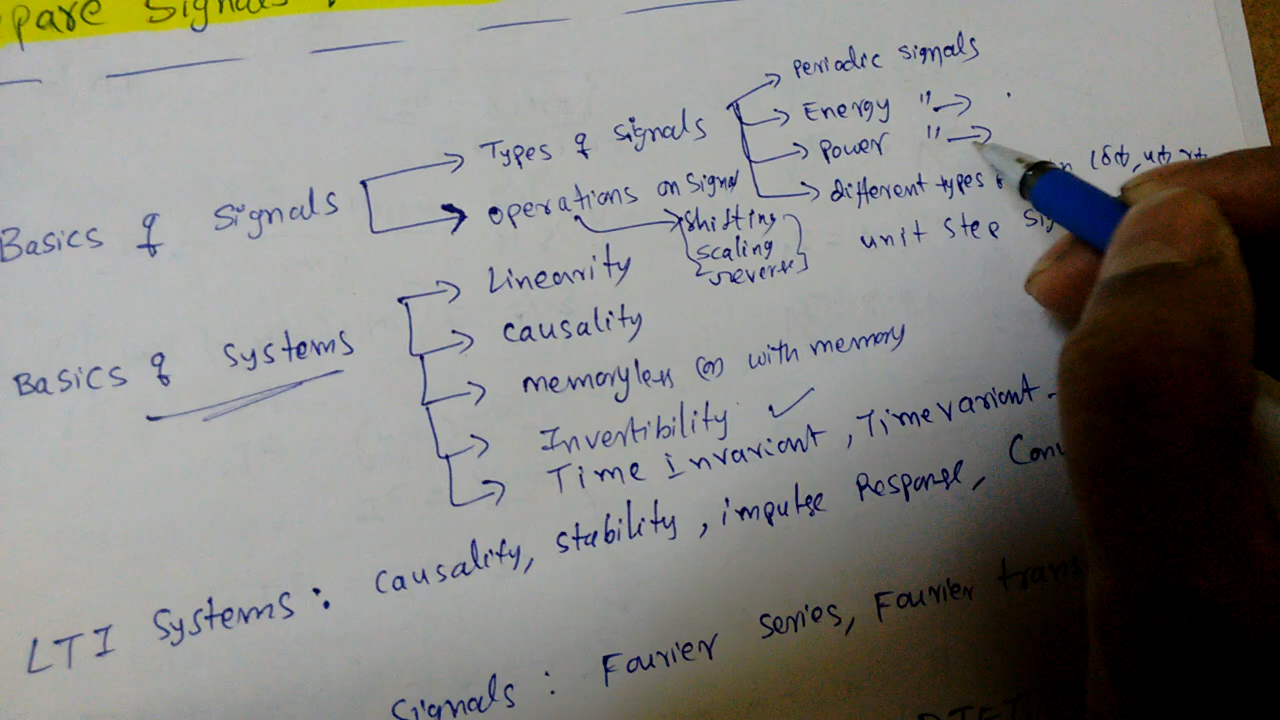 pare Signals
Basics of Signals
Types of Signals
periodic signals
Energy " →
power " →
different types
(δ(t), u(t), r(t)
unit step
operations on signal
shifting
scaling
reverse
Basics of Systems
Linearity
causality
memoryless (or) with memory
Invertibility ✓
Time invariant, Time variant
LTI Systems: causality, stability, impulse Response,
Signals: Fourier series, Fourier